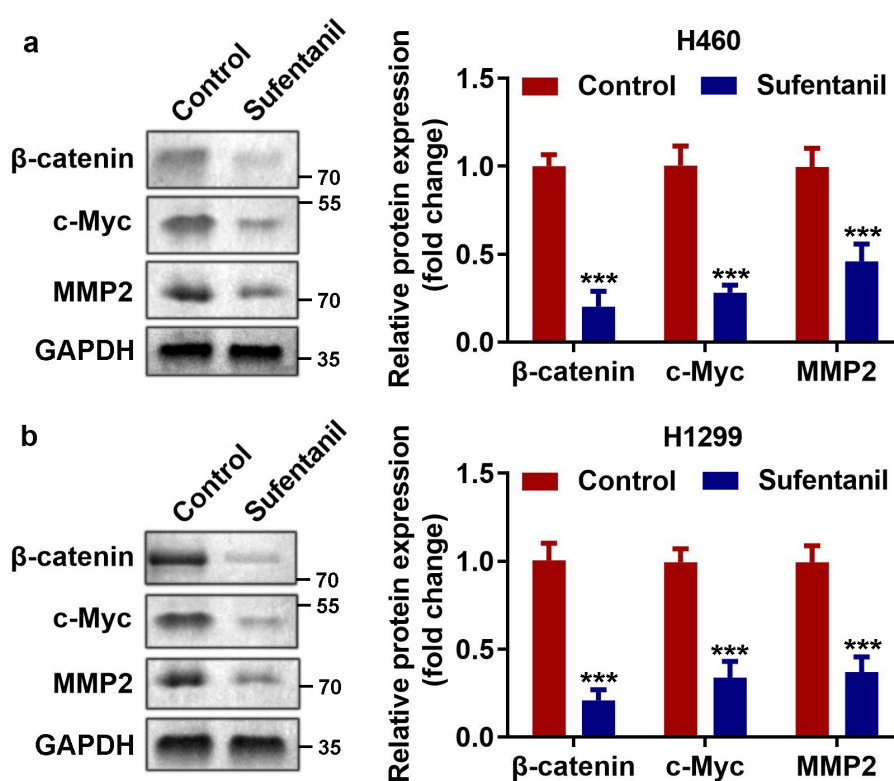 a
Control
Sufentanil
β-catenin
70
55
c-Myc
MMP2
70
GAPDH
35
H460
Control
Sufentanil
Relative protein expression
(fold change)
1.5
1.0
0.5
0.0
***
***
***
β-catenin
c-Myc
MMP2
b
Control
Sufentanil
β-catenin
70
55
c-Myc
MMP2
70
GAPDH
35
H1299
Control
Sufentanil
Relative protein expression
(fold change)
1.5
1.0
0.5
0.0
***
***
***
β-catenin
c-Myc
MMP2